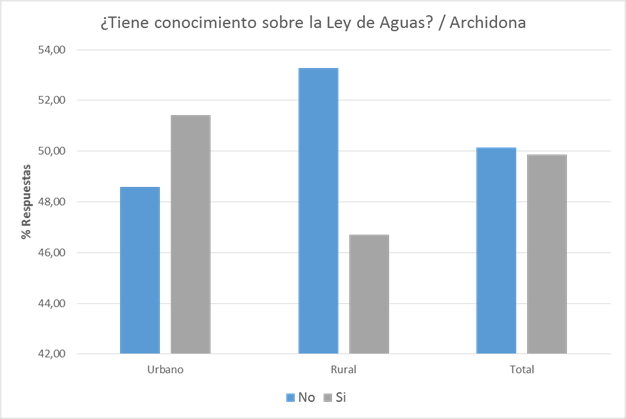 ¿Tiene conocimiento sobre la Ley de Aguas? / Archidona
54,00
52,00
50,00
48,00
46,00
44,00
42,00
% Respuestas
Urbano Rural Total
No Si